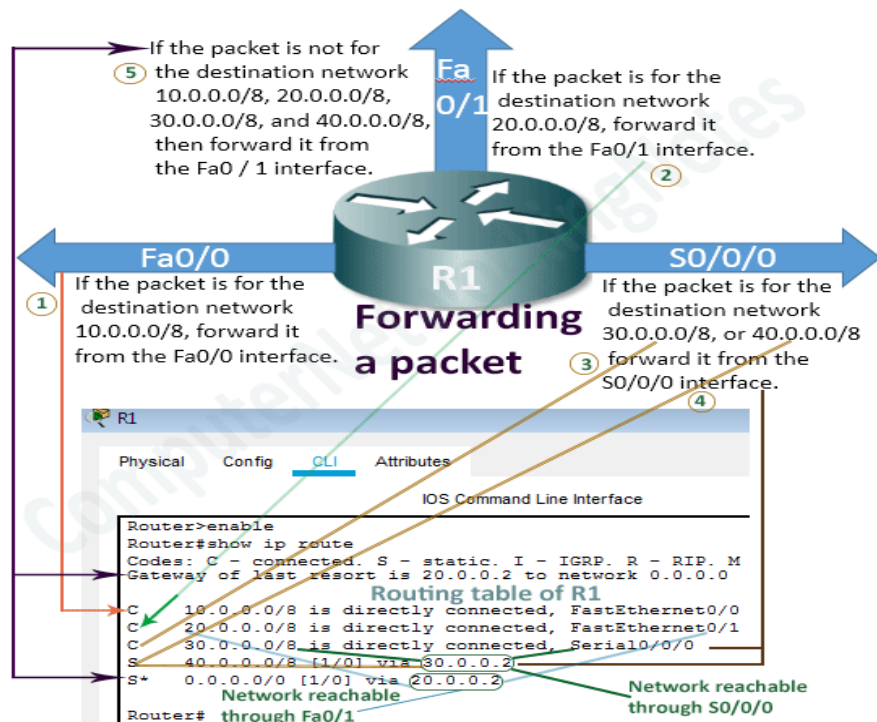 If the packet is not for
5 the destination network
10.0.0.0/8, 20.0.0.0/8,
30.0.0.0/8, and 40.0.0.0/8,
then forward it from
the Fa0 / 1 interface.
Fa
0/1
If the packet is for the
destination network
20.0.0.0/8, forward it
from the Fa0/1 interface.
2
Fa0/0
R1
S0/0/0
1
If the packet is for the
destination network
10.0.0.0/8, forward it
from the Fa0/0 interface.
Forwarding
a packet
If the packet is for the
destination network
30.0.0.0/8, or 40.0.0.0/8
3 forward it from the
S0/0/0 interface.
4
R1
Physical Config CLI Attributes
IOS Command Line Interface
Router>enable
Router#show ip route
Codes: C - connected. S - static. I - IGRP. R - RIP. M
Gateway of last resort is 20.0.0.2 to network 0.0.0.0
Routing table of R1
C 10.0.0.0/8 is directly connected, FastEthernet0/0
C 20.0.0.0/8 is directly connected, FastEthernet0/1
C 30.0.0.0/8 is directly connected, Serial0/0/0
S 40.0.0.0/8 [1/0] via 30.0.0.2
S* 0.0.0.0/0 [1/0] via 20.0.0.2
Network reachable
through Fa0/1
Network reachable
through S0/0/0
Router#